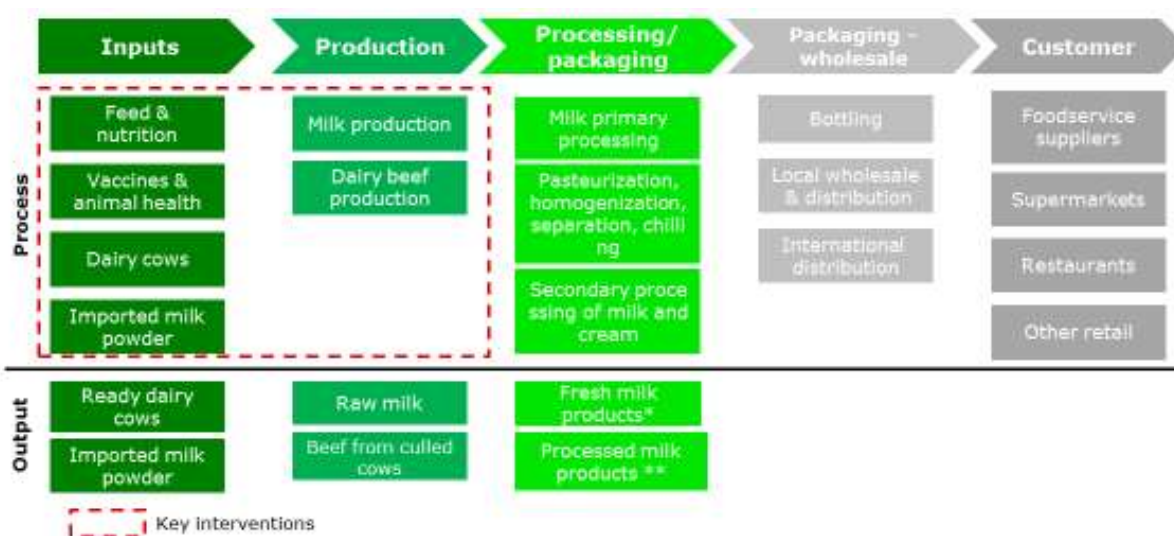 Inputs
Production
Processing/
packaging
Packaging –
wholesale
Customer
Process
Feed &
nutrition
Vaccines &
animal health
Dairy cows
Imported milk
powder
Milk production
Dairy beef
production
Milk primary
processing
Pasteurization,
homogenization,
separation, chilli
ng
Secondary proce
ssing of milk and
cream
Bottling
Local wholesale
& distribution
International
distribution
Foodservice
suppliers
Supermarkets
Restaurants
Other retail
Output
Ready dairy
cows
Imported milk
powder
Raw milk
Beef from culled
cows
Fresh milk
products*
Processed milk
products **
Key interventions